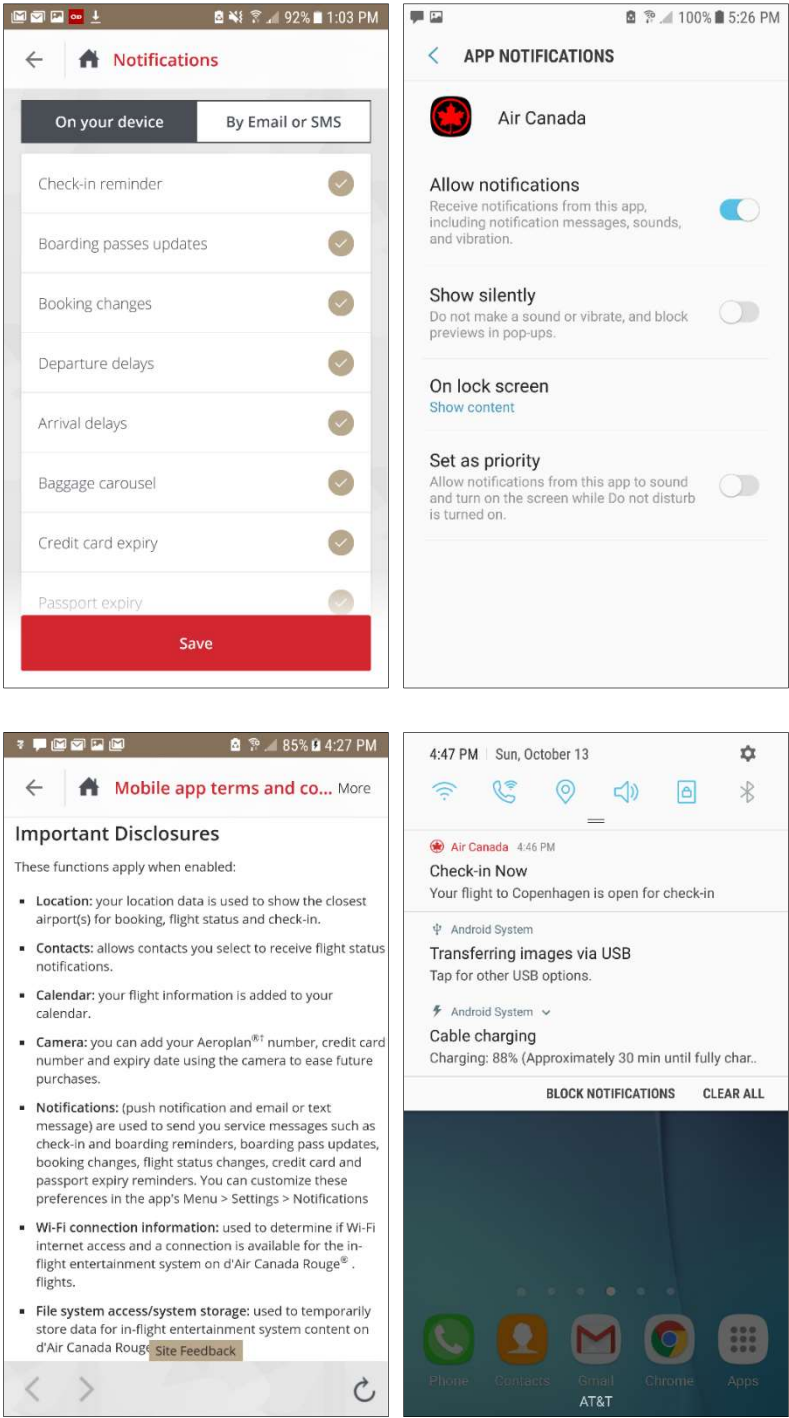 92% 1:03 PM
Notifications
On your device
By Email or SMS
Check-in reminder
Boarding passes updates
Booking changes
Departure delays
Arrival delays
Baggage carousel
Credit card expiry
Passport expiry
Save
100% 5:26 PM
APP NOTIFICATIONS
Air Canada
Allow notifications
Receive notifications from this app,
including notification messages, sounds,
and vibration.
Show silently
Do not make a sound or vibrate, and block
previews in pop-ups.
On lock screen
Show content
Set as priority
Allow notifications from this app to sound
and turn on the screen while Do not disturb
is turned on.
85% 4:27 PM
Mobile app terms and co... More
Important Disclosures
These functions apply when enabled:
▪ Location: your location data is used to show the closest
airport(s) for booking, flight status and check-in.
▪ Contacts: allows contacts you select to receive flight status
notifications.
▪ Calendar: your flight information is added to your
calendar.
▪ Camera: you can add your Aeroplan®† number, credit card
number and expiry date using the camera to ease future
purchases.
▪ Notifications: (push notification and email or text
message) are used to send you service messages such as
check-in and boarding reminders, boarding pass updates,
booking changes, flight status changes, credit card and
passport expiry reminders. You can customize these
preferences in the app's Menu > Settings > Notifications
▪ Wi-Fi connection information: used to determine if Wi-Fi
internet access and a connection is available for the in-
flight entertainment system on d'Air Canada Rouge® .
flights.
▪ File system access/system storage: used to temporarily
store data for in-flight entertainment system content on
d'Air Canada Rouge
Site Feedback
4:47 PM | Sun, October 13
Air Canada 4:46 PM
Check-in Now
Your flight to Copenhagen is open for check-in
Android System
Transferring images via USB
Tap for other USB options.
Android System
Cable charging
Charging: 88% (Approximately 30 min until fully char..
BLOCK NOTIFICATIONS CLEAR ALL
Phone Contacts Gmail Chrome Apps
AT&T